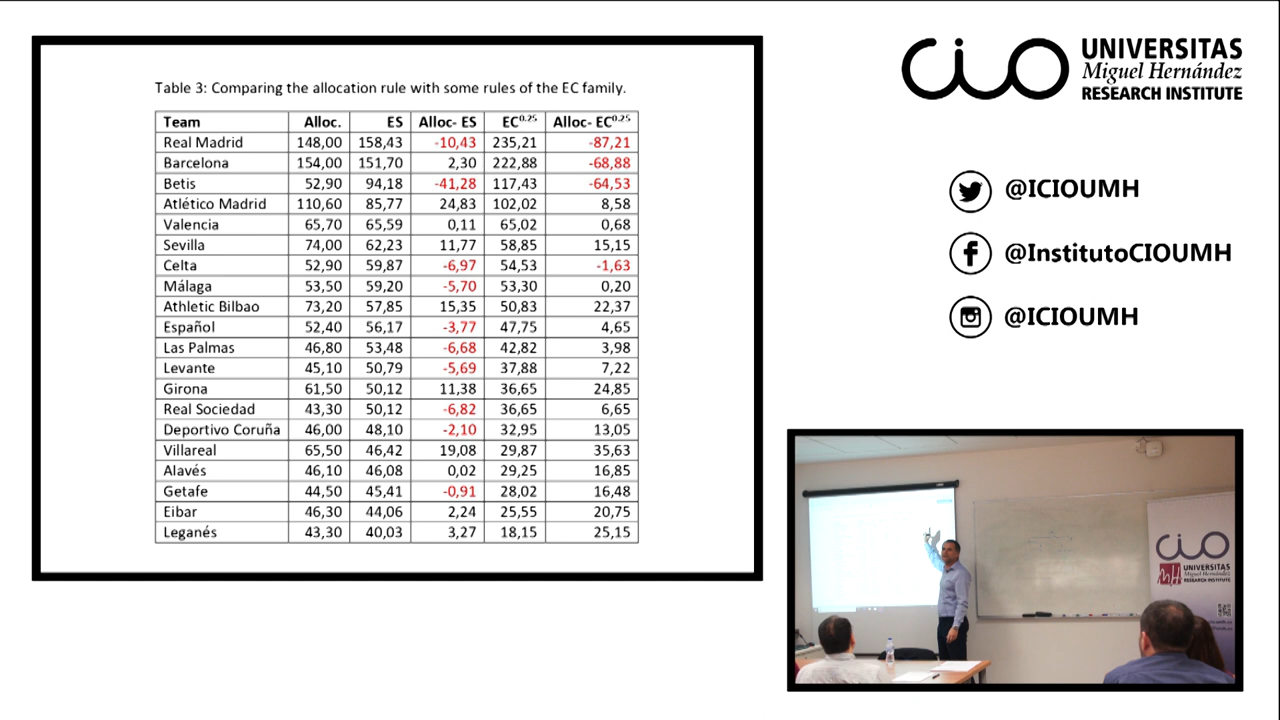 Table 3: Comparing the allocation rule with some rules of the EC family.
Team Alloc. ES Alloc- ES EC0.25 Alloc- EC0.25
Real Madrid 148,00 158,43 -10,43 235,21 -87,21
Barcelona 154,00 151,70 2,30 222,88 -68,88
Betis 52,90 94,18 -41,28 117,43 -64,53
Atlético Madrid 110,60 85,77 24,83 102,02 8,58
Valencia 65,70 65,59 0,11 65,02 0,68
Sevilla 74,00 62,23 11,77 58,85 15,15
Celta 52,90 59,87 -6,97 54,53 -1,63
Málaga 53,50 59,20 -5,70 53,30 0,20
Athletic Bilbao 73,20 57,85 15,35 50,83 22,37
Español 52,40 56,17 -3,77 47,75 4,65
Las Palmas 46,80 53,48 -6,68 42,82 3,98
Levante 45,10 50,79 -5,69 37,88 7,22
Girona 61,50 50,12 11,38 36,65 24,85
Real Sociedad 43,30 50,12 -6,82 36,65 6,65
Deportivo Coruña 46,00 48,10 -2,10 32,95 13,05
Villareal 65,50 46,42 19,08 29,87 35,63
Alavés 46,10 46,08 0,02 29,25 16,85
Getafe 44,50 45,41 -0,91 28,02 16,48
Eibar 46,30 44,06 2,24 25,55 20,75
Leganés 43,30 40,03 3,27 18,15 25,15
cio
UNIVERSITAS
Miguel Hernández
RESEARCH INSTITUTE
@ICIOUMH
@InstitutoCIOUMH
@ICIOUMH
cio
UNIVERSITAS
Miguel Hernández
RESEARCH INSTITUTE